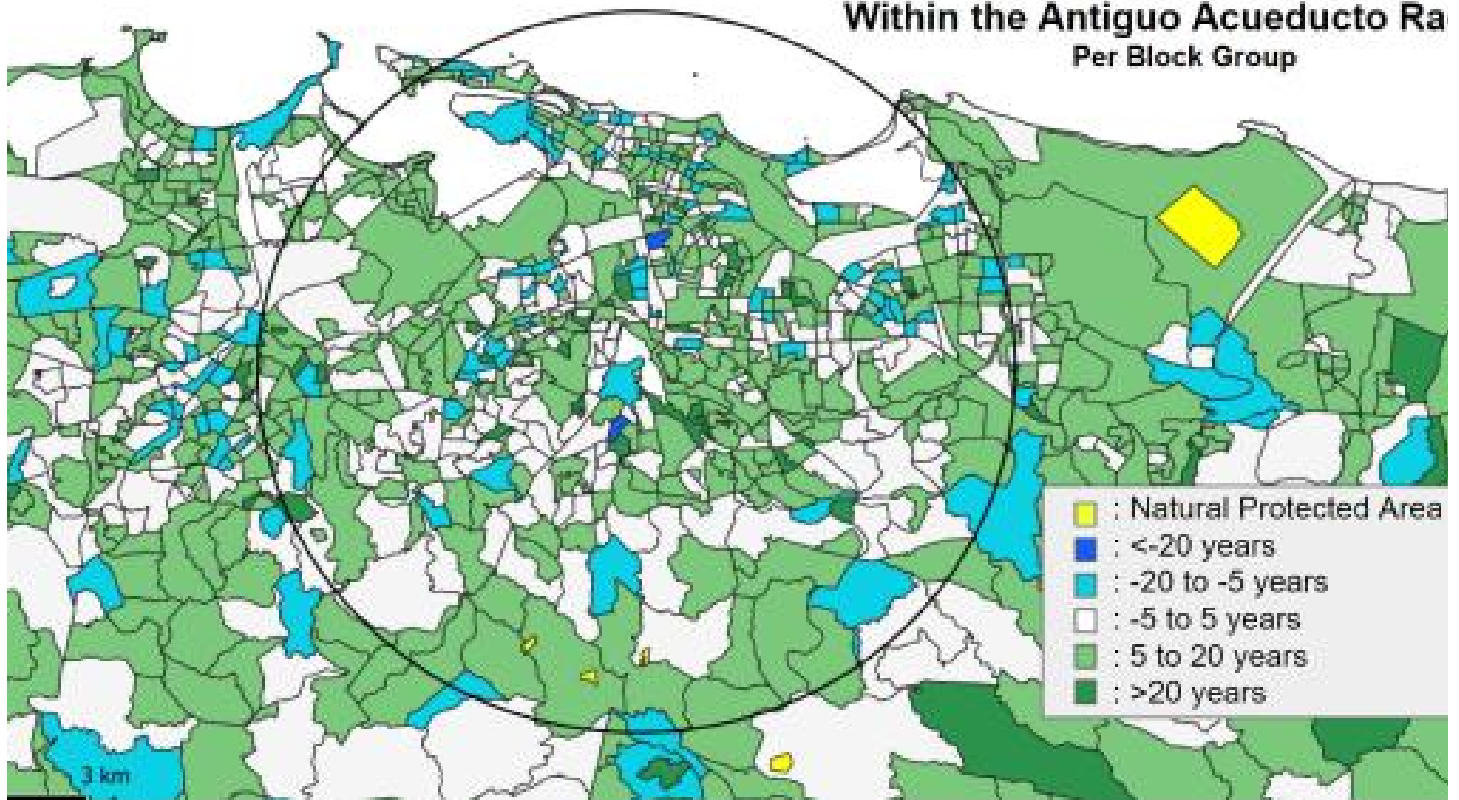 Within the Antiguo Acueducto Ra
Per Block Group
: Natural Protected Area
: <-20 years
: -20 to -5 years
: -5 to 5 years
: 5 to 20 years
: >20 years
3 km